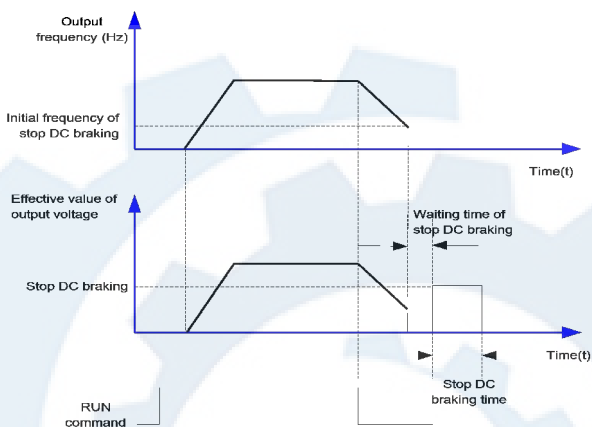 Output
frequency (Hz)
Initial frequency of
stop DC braking
Time(t)
Effective value of
output voltage
Waiting time of
stop DC braking
Stop DC braking
Time(t)
Stop DC
braking time
RUN
command